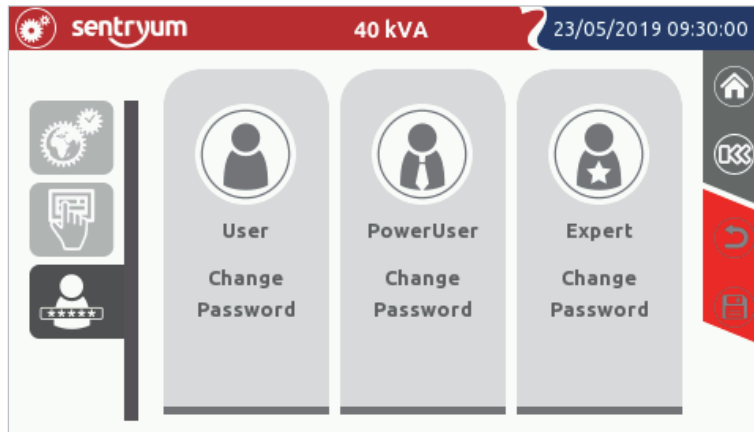 sentryum 40 kVA 23/05/2019 09:30:00
User PowerUser Expert
Change Change Change
Password Password Password
*****